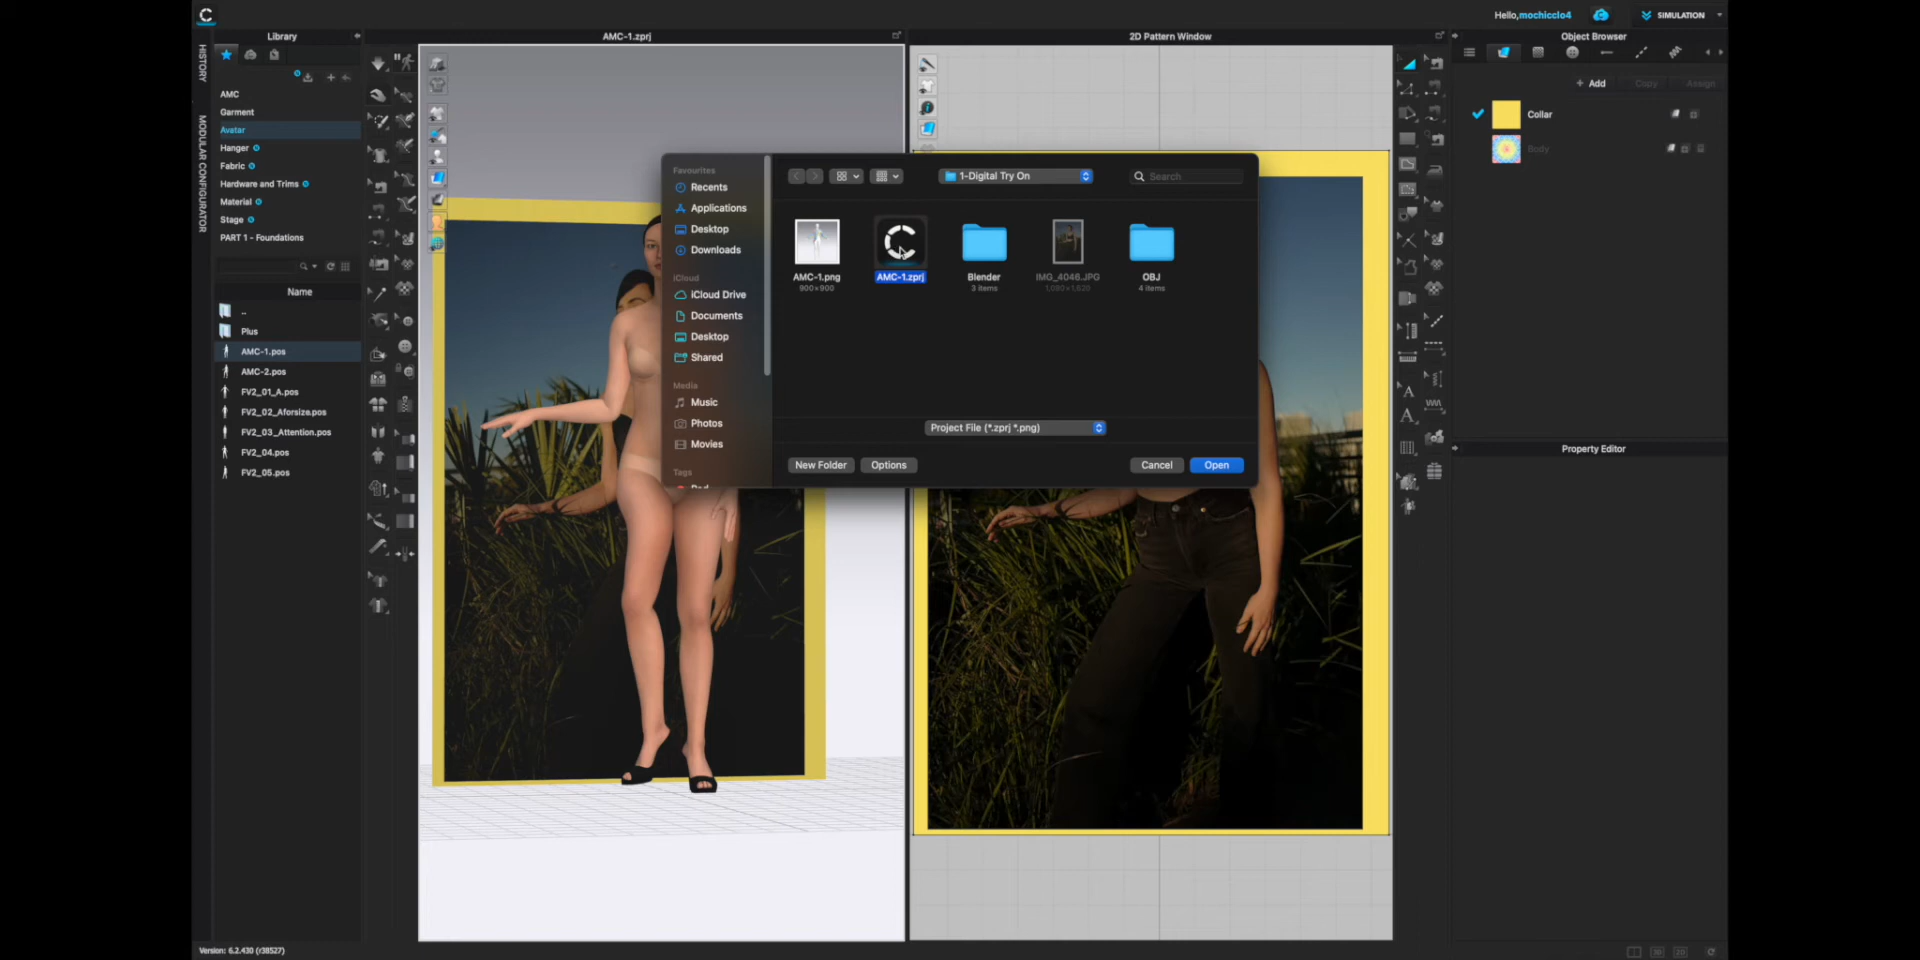 Hello,mochicclo4
SIMULATION
Library
AMC-1.zprj
2D Pattern Window
Object Browser
HISTORY
MODULAR CONFIGURATOR
AMC
Garment
Avatar
Hanger
Fabric
Hardware and Trims
Material
Stage
PART 1 - Foundations
Name
..
Plus
AMC-1.pos
AMC-2.pos
FV2_01_A.pos
FV2_02_Aforsize.pos
FV2_03_Attention.pos
FV2_04.pos
FV2_05.pos
Favourites
Recents
Applications
Desktop
Downloads
iCloud
iCloud Drive
Documents
Desktop
Shared
Media
Music
Photos
Movies
Tags
1-Digital Try On
Search
AMC-1.png
900×900
AMC-1.zprj
Blender
3 items
IMG_4046.JPG
1,080×1,620
OBJ
4 items
Project File (*.zprj *.png)
New Folder
Options
Cancel
Open
+ Add
Copy
Assign
Collar
Body
Property Editor
Version: 6.2.430 (r38527)